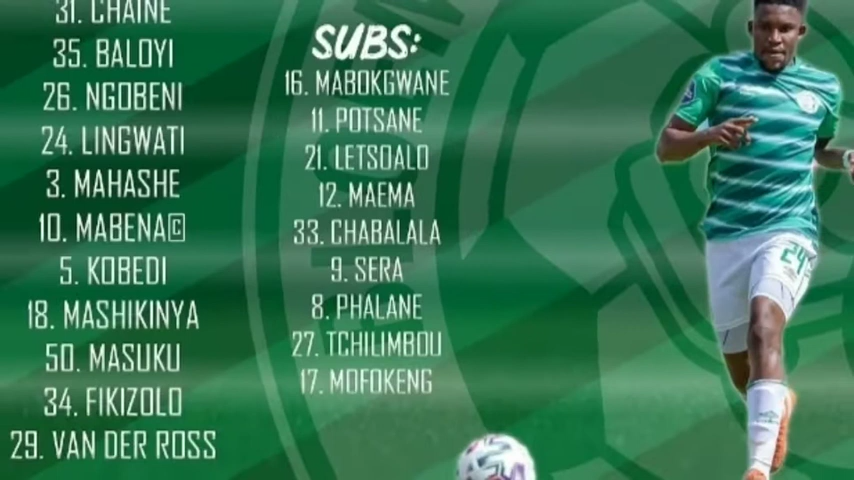 31. CHAINE
35. BALOYI
26. NGOBENI
24. LINGWATI
3. MAHASHE
10. MABENA🄲
5. KOBEDI
18. MASHIKINYA
50. MASUKU
34. FIKIZOLO
29. VAN DER ROSS
SUBS:
16. MABOKGWANE
11. POTSANE
21. LETSOALO
12. MAEMA
33. CHABALALA
9. SERA
8. PHALANE
27. TCHILIMBOU
17. MOFOKENG
24